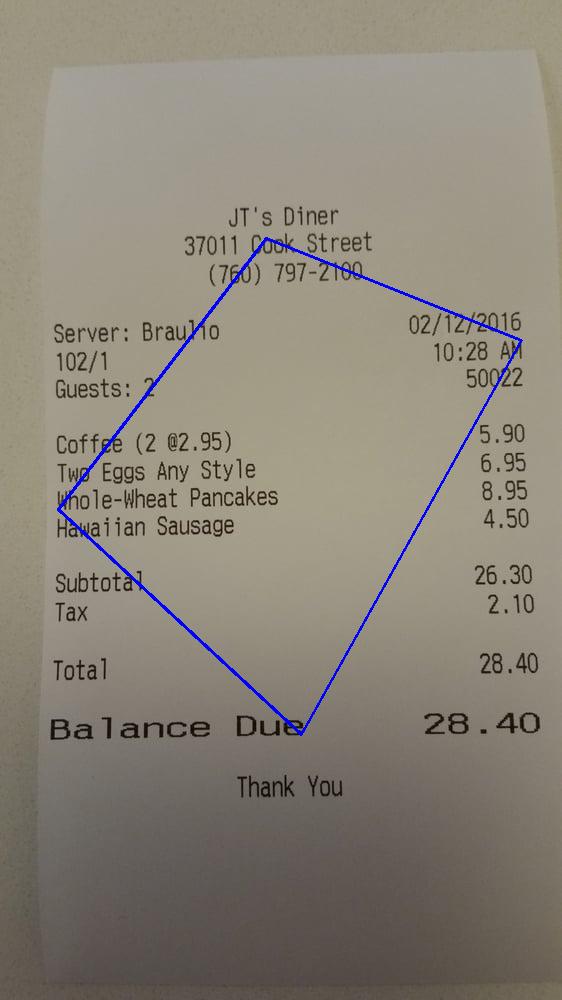 JT's Diner
37011 Cook Street
(760) 797-2100
Server: Braulio 02/12/2016
102/1 10:28 AM
Guests: 2 50022
Coffee (2 @2.95) 5.90
Two Eggs Any Style 6.95
Whole-Wheat Pancakes 8.95
Hawaiian Sausage 4.50
Subtotal 26.30
Tax 2.10
Total 28.40
Balance Due 28.40
Thank You